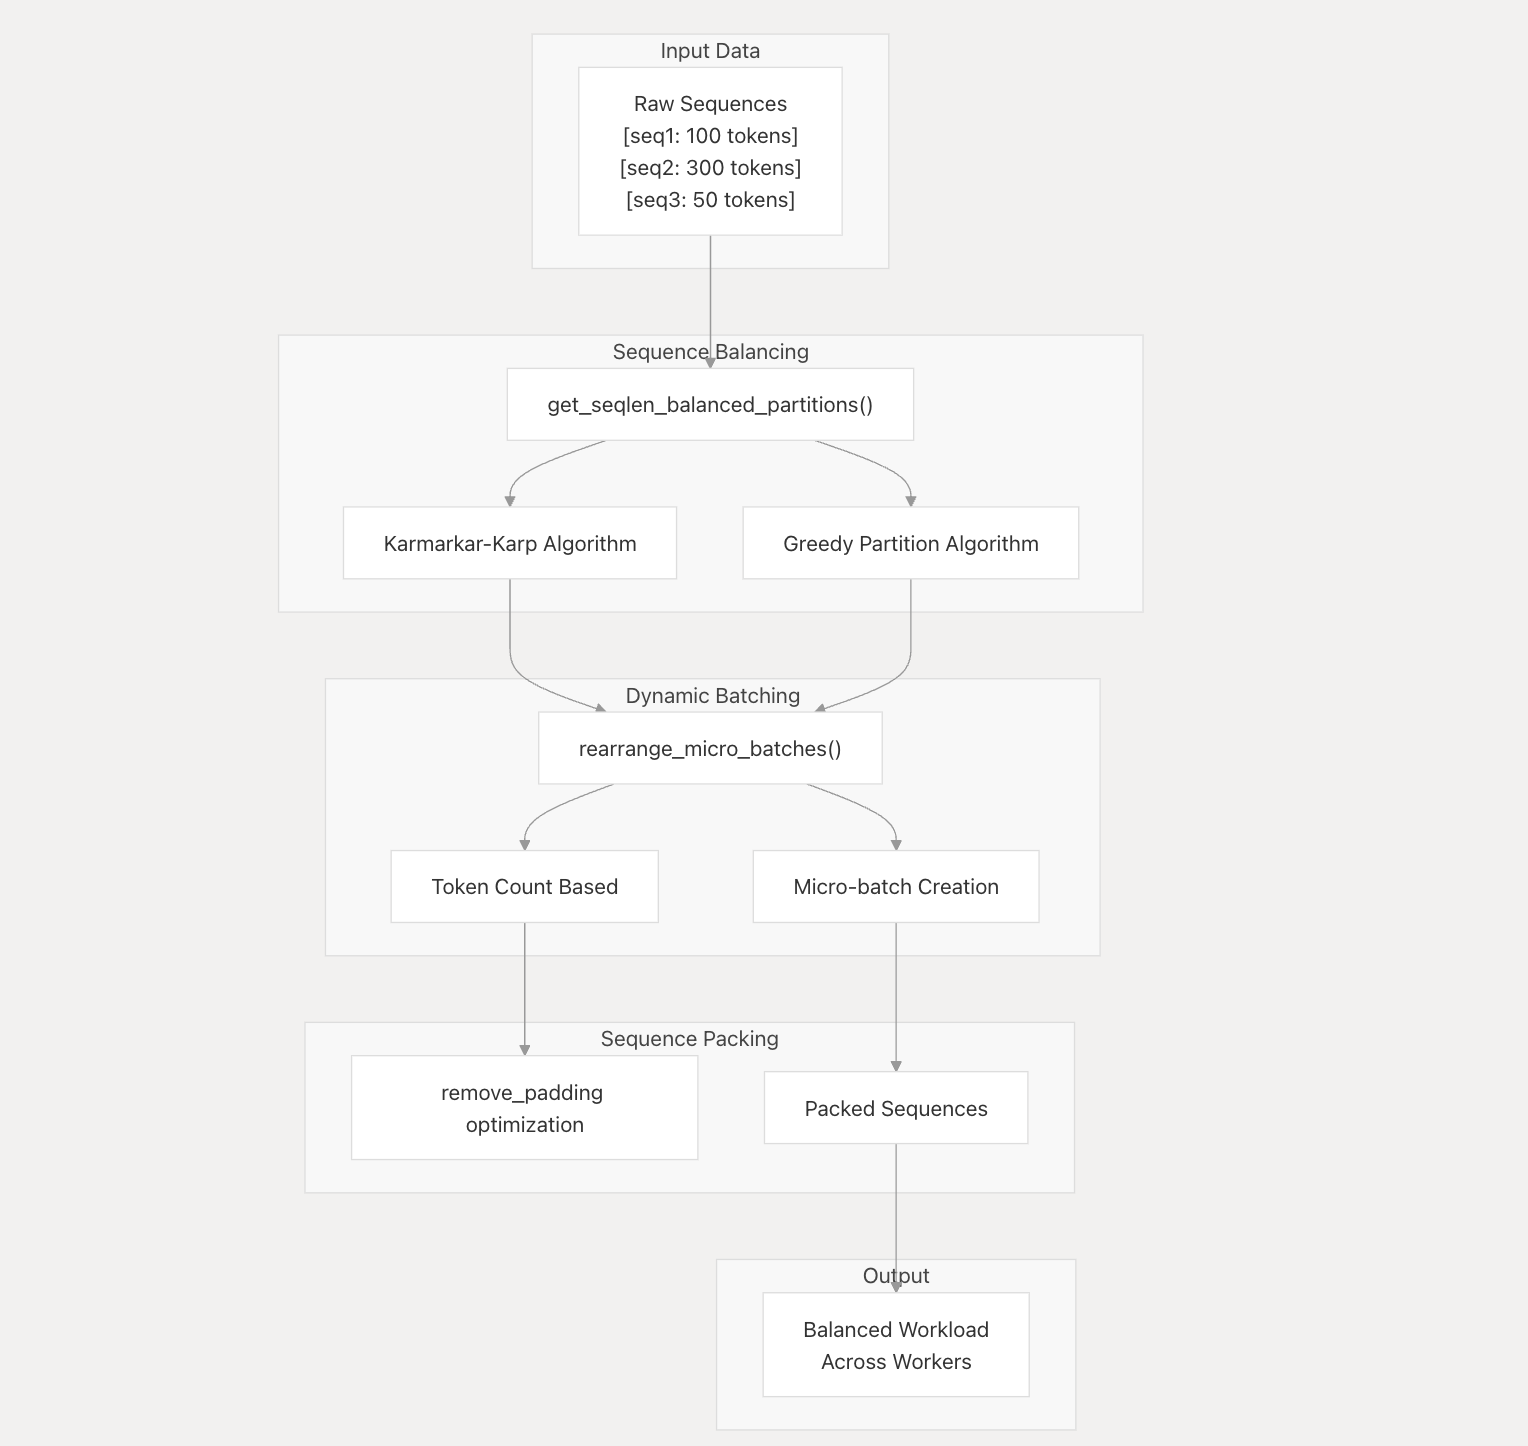 Input Data
Raw Sequences
[seq1: 100 tokens]
[seq2: 300 tokens]
[seq3: 50 tokens]
Sequence Balancing
get_seqlen_balanced_partitions()
Karmarkar-Karp Algorithm
Greedy Partition Algorithm
Dynamic Batching
rearrange_micro_batches()
Token Count Based
Micro-batch Creation
Sequence Packing
remove_padding
optimization
Packed Sequences
Output
Balanced Workload
Across Workers